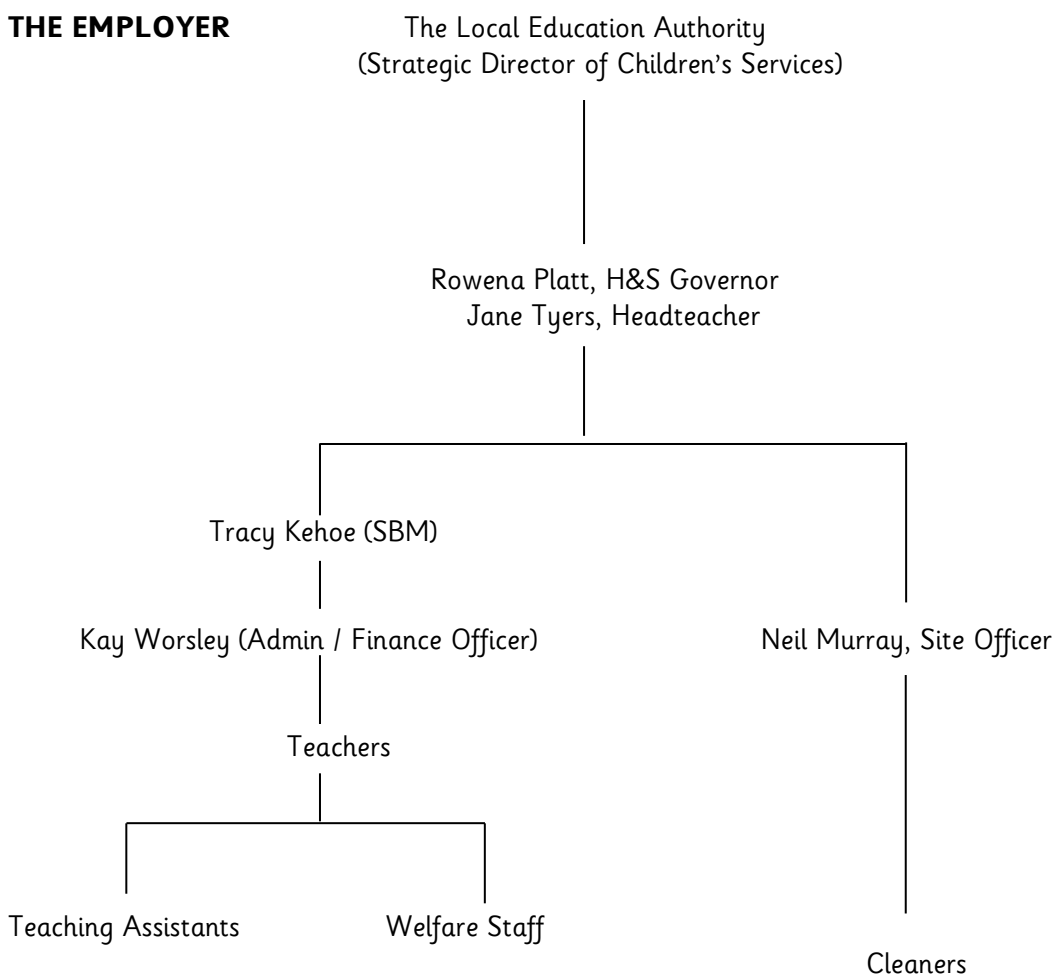 THE EMPLOYER
The Local Education Authority
(Strategic Director of Children's Services)
Rowena Platt, H&S Governor
Jane Tyers, Headteacher
Tracy Kehoe (SBM)
Kay Worsley (Admin / Finance Officer)
Neil Murray, Site Officer
Teachers
Teaching Assistants
Welfare Staff
Cleaners